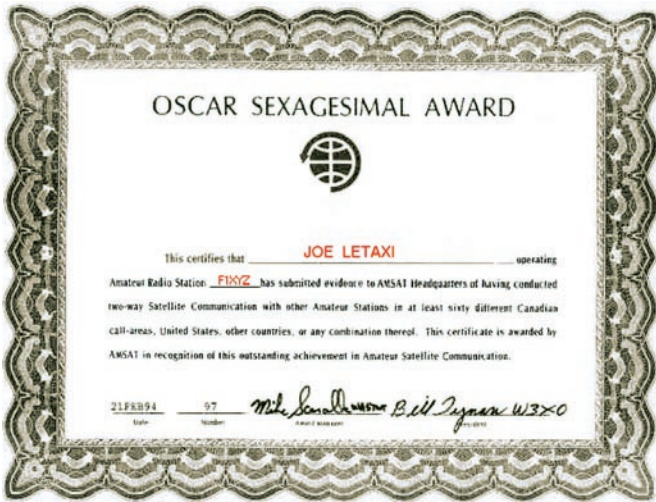 OSCAR SEXAGESIMAL AWARD
This certifies that JOE LETAXI operating
Amateur Radio Station F1XYZ has submitted evidence to AMSAT Headquarters of having conducted
two-way Satellite Communication with other Amateur Stations in at least sixty different Canadian
call-areas, United States, other countries, or any combination thereof. This certificate is awarded by
AMSAT in recognition of this outstanding achievement in Amateur Satellite Communication.
21FEB94 97 Mike Bill Tynan W3XO
Date Number